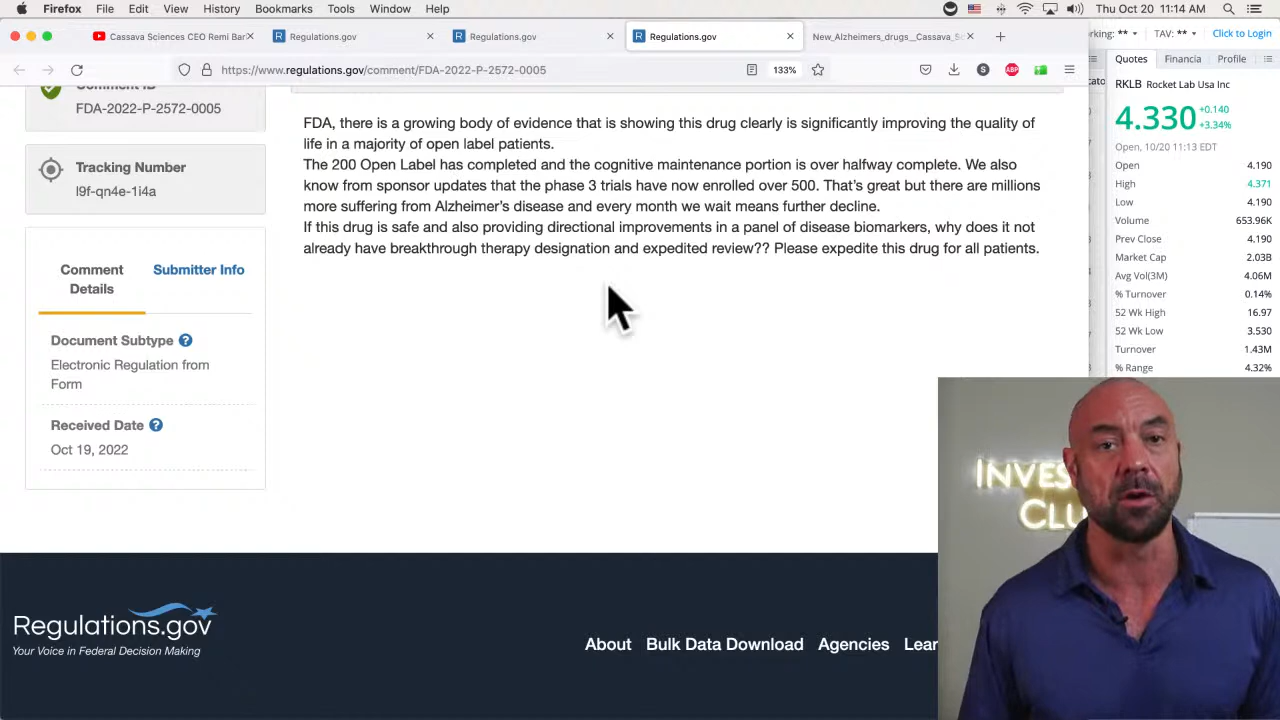 Firefox File Edit View History Bookmarks Tools Window Help Thu Oct 20 11:14 AM
Cassava Sciences CEO Remi Bar
Regulations.gov
Regulations.gov
Regulations.gov
New_Alzheimers_drugs__Cassava_Sc
https://www.regulations.gov/comment/FDA-2022-P-2572-0005
133%
S
ABP
Comment ID
FDA-2022-P-2572-0005
Tracking Number
l9f-qn4e-1i4a
Comment Details
Submitter Info
Document Subtype
Electronic Regulation from
Form
Received Date
Oct 19, 2022
FDA, there is a growing body of evidence that is showing this drug clearly is significantly improving the quality of
life in a majority of open label patients.
The 200 Open Label has completed and the cognitive maintenance portion is over halfway complete. We also
know from sponsor updates that the phase 3 trials have now enrolled over 500. That’s great but there are millions
more suffering from Alzheimer’s disease and every month we wait means further decline.
If this drug is safe and also providing directional improvements in a panel of disease biomarkers, why does it not
already have breakthrough therapy designation and expedited review?? Please expedite this drug for all patients.
Regulations.gov
Your Voice in Federal Decision Making
About Bulk Data Download Agencies Lear
king: ** TAV: ** Click to Login
Quotes Financia Profile
RKLB Rocket Lab Usa Inc
4.330 +0.140
+3.34%
Open, 10/20 11:13 EDT
Open 4.190
High 4.371
Low 4.190
Volume 653.96K
Prev Close 4.190
Market Cap 2.03B
Avg Vol(3M) 4.06M
% Turnover 0.14%
52 Wk High 16.97
52 Wk Low 3.530
Turnover 1.43M
% Range 4.32%
INVES
CLU